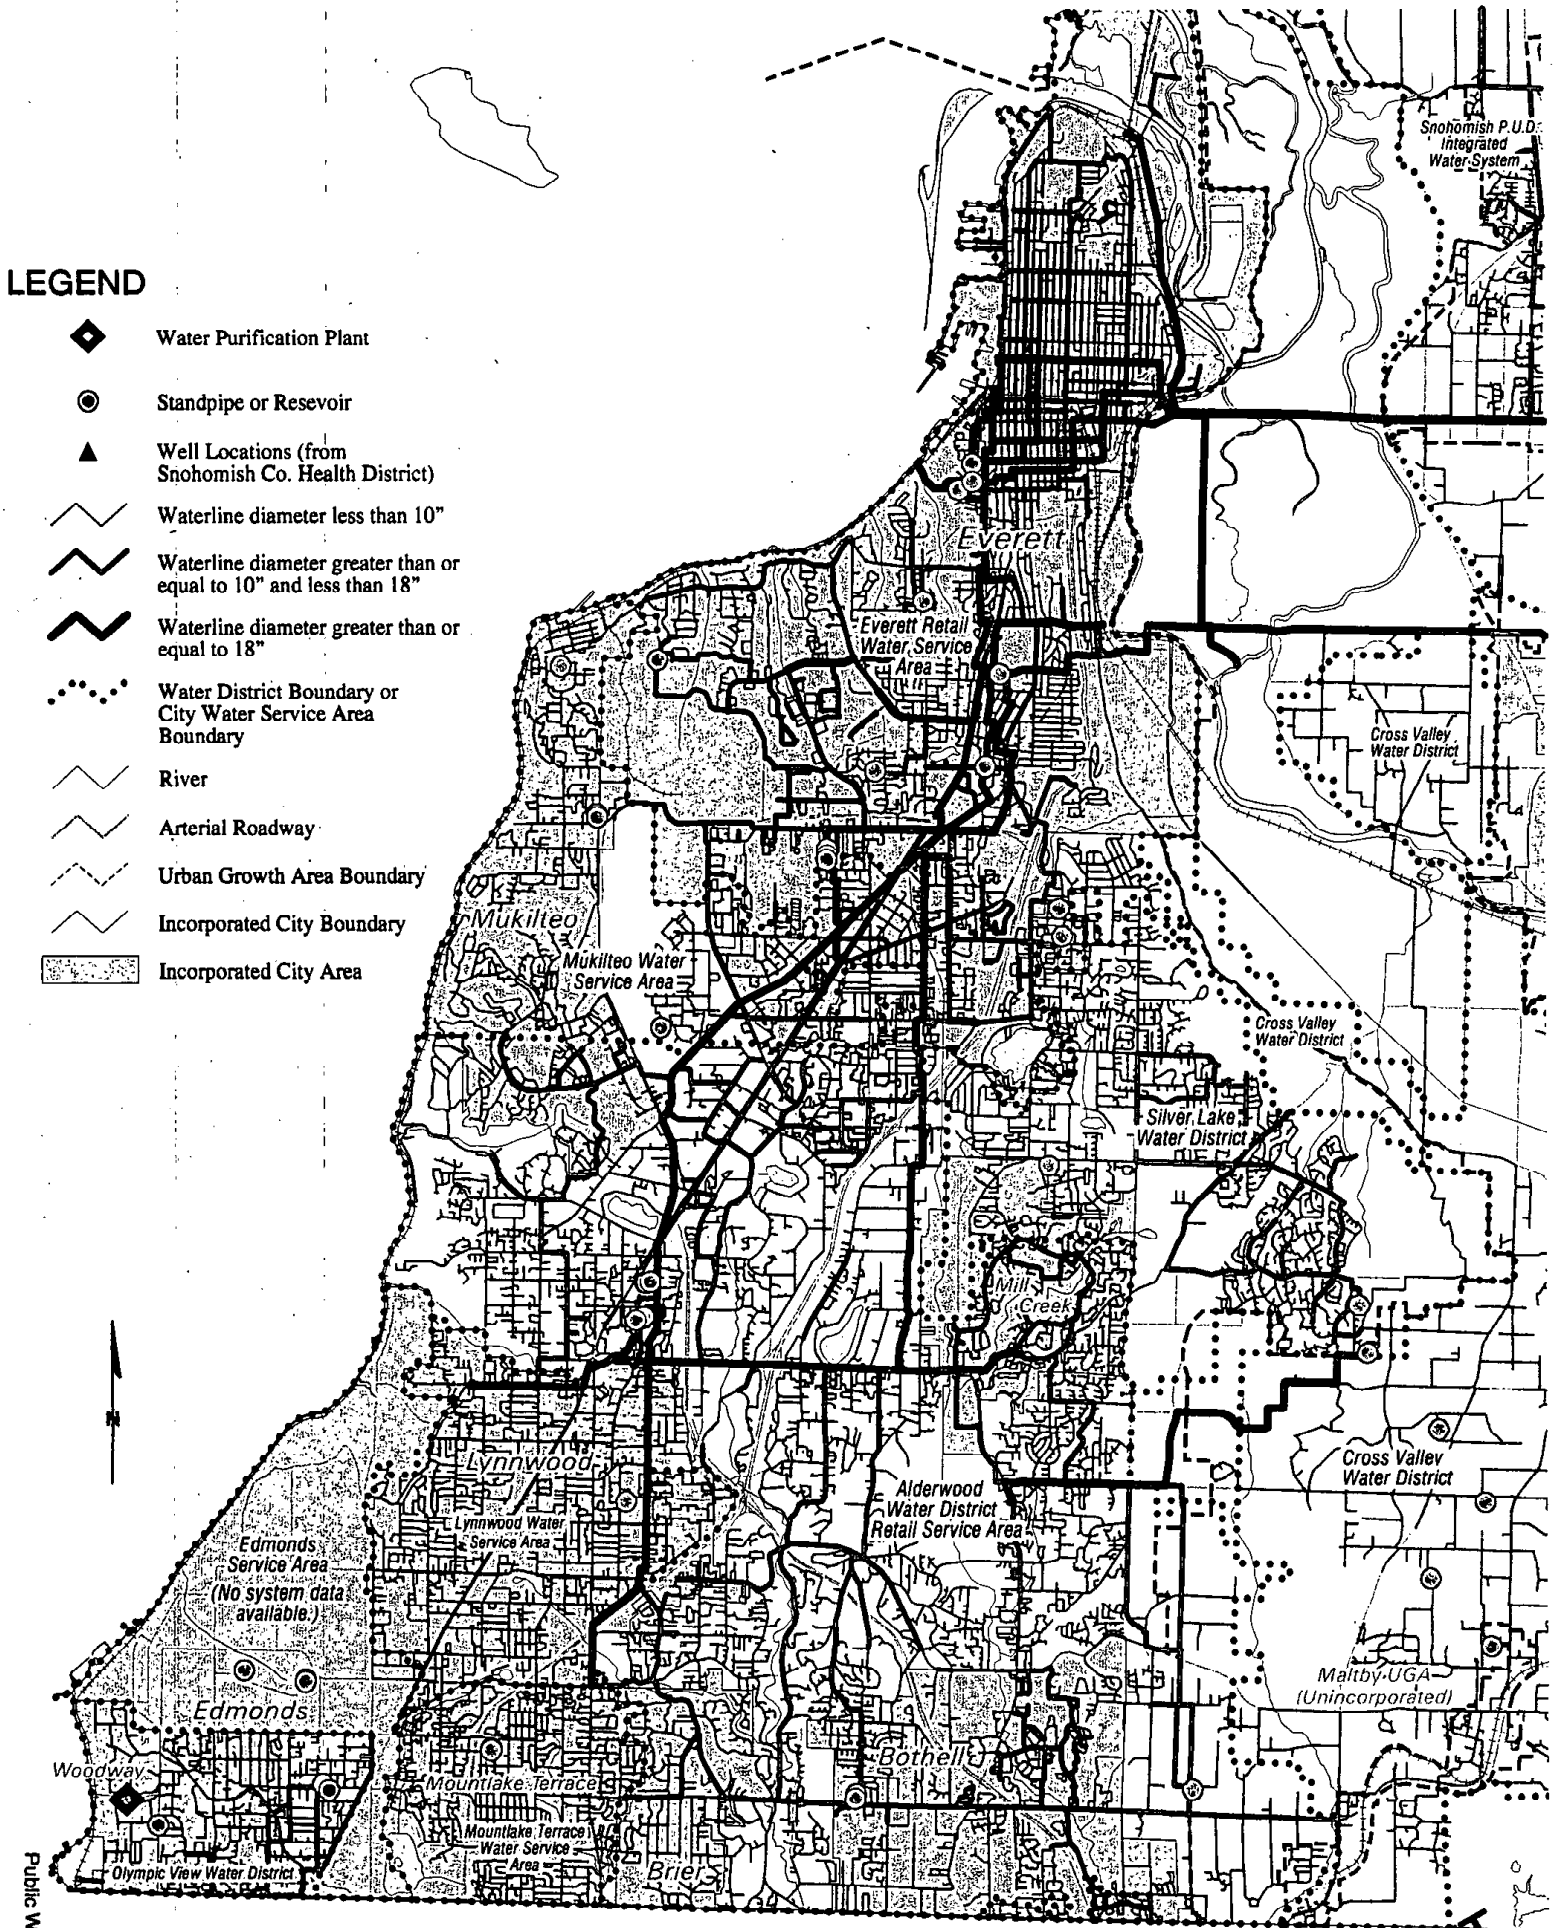 LEGEND
Water Purification Plant
Standpipe or Resevoir
Well Locations (from
Snohomish Co. Health District)
Waterline diameter less than 10"
Waterline diameter greater than or
equal to 10" and less than 18"
Waterline diameter greater than or
equal to 18"
Water District Boundary or
City Water Service Area
Boundary
River
Arterial Roadway
Urban Growth Area Boundary
Incorporated City Boundary
Incorporated City Area
N
Snohomish P.U.D.
Integrated
Water System
Everett
Everett Retail
Water Service
Area
Cross Valley
Water District
Mukilteo
Mukilteo Water
Service Area
Cross Valley
Water District
Silver Lake
Water District
Mill
Creek
Lynnwood
Lynnwood Water
Service Area
Alderwood
Water District
Retail Service Area
Cross Valley
Water District
Edmonds
Service Area
(No system data
available.)
Maltby UGA
(Unincorporated)
Edmonds
Woodway
Bothell
Mountlake Terrace
Mountlake Terrace
Water Service
Area
Brier
Olympic View Water District
Public W